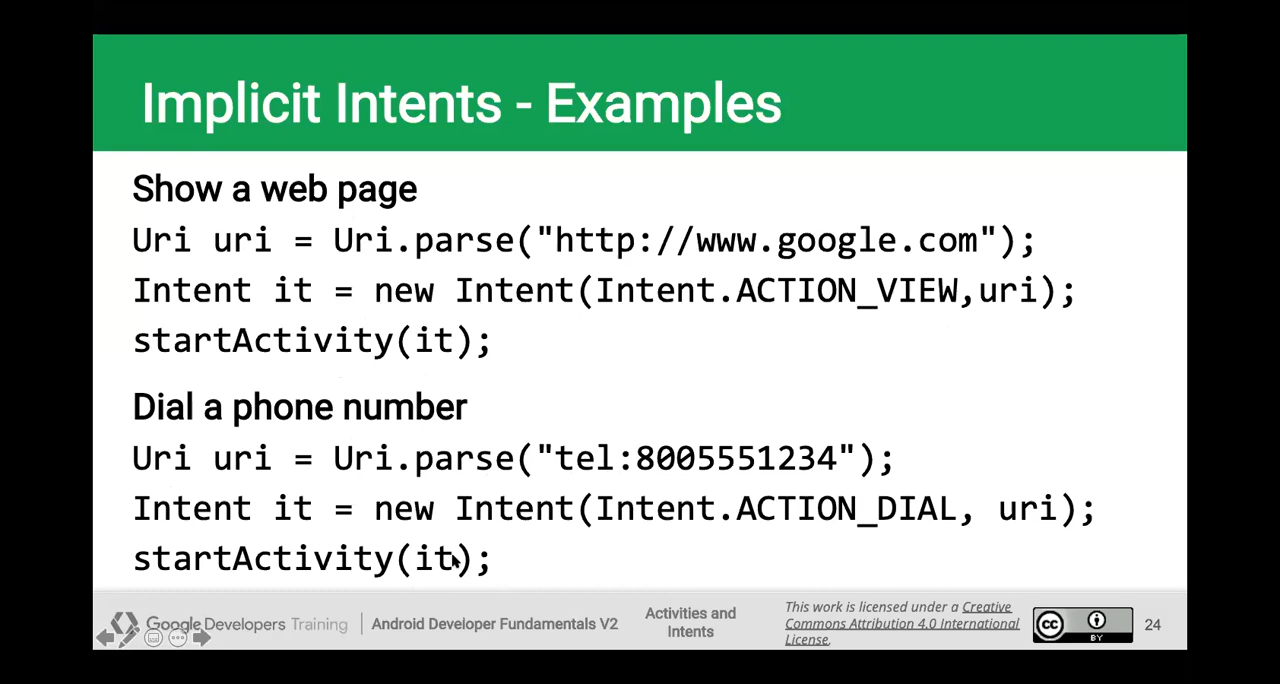 Implicit Intents - Examples
Show a web page
Uri uri = Uri.parse("http://www.google.com");
Intent it = new Intent(Intent.ACTION_VIEW,uri);
startActivity(it);
Dial a phone number
Uri uri = Uri.parse("tel:8005551234");
Intent it = new Intent(Intent.ACTION_DIAL, uri);
startActivity(it);
Google Developers Training
Android Developer Fundamentals V2
Activities and
Intents
This work is licensed under a Creative
Commons Attribution 4.0 International
License.
cc
BY
24